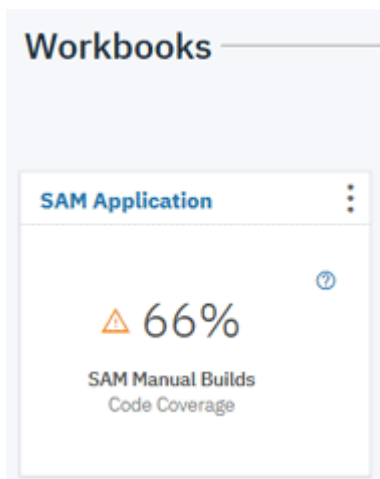 Workbooks
SAM Application
66%
SAM Manual Builds
Code Coverage